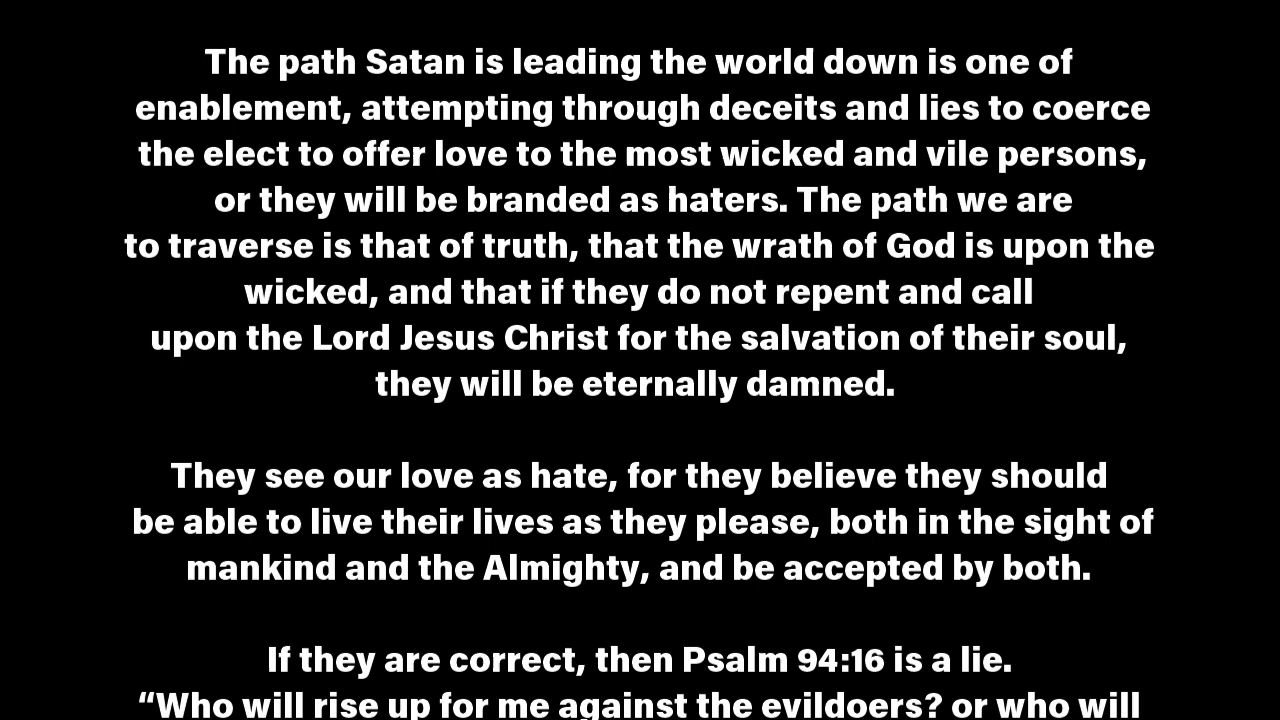 The path Satan is leading the world down is one of
enablement, attempting through deceits and lies to coerce
the elect to offer love to the most wicked and vile persons,
or they will be branded as haters. The path we are
to traverse is that of truth, that the wrath of God is upon the
wicked, and that if they do not repent and call
upon the Lord Jesus Christ for the salvation of their soul,
they will be eternally damned.
They see our love as hate, for they believe they should
be able to live their lives as they please, both in the sight of
mankind and the Almighty, and be accepted by both.
If they are correct, then Psalm 94:16 is a lie.
“Who will rise up for me against the evildoers? or who will